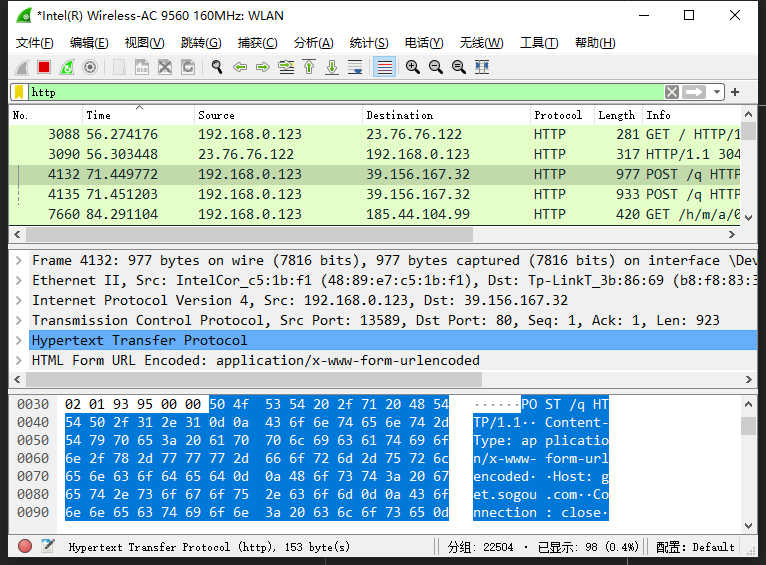 *Intel(R) Wireless-AC 9560 160MHz: WLAN
文件(F) 编辑(E) 视图(V) 跳转(G) 捕获(C) 分析(A) 统计(S) 电话(Y) 无线(W) 工具(T) 帮助(H)
http
No. Time Source Destination Protocol Length Info
3088 56.274176 192.168.0.123 23.76.76.122 HTTP 281 GET / HTTP/1
3090 56.303448 23.76.76.122 192.168.0.123 HTTP 317 HTTP/1.1 304
4132 71.449772 192.168.0.123 39.156.167.32 HTTP 977 POST /q HTTP
4135 71.451203 192.168.0.123 39.156.167.32 HTTP 933 POST /q HTTP
7660 84.291104 192.168.0.123 185.44.104.99 HTTP 420 GET /h/m/a/0
Frame 4132: 977 bytes on wire (7816 bits), 977 bytes captured (7816 bits) on interface \Dev
Ethernet II, Src: IntelCor_c5:1b:f1 (48:89:e7:c5:1b:f1), Dst: Tp-LinkT_3b:86:69 (b8:f8:83:3
Internet Protocol Version 4, Src: 192.168.0.123, Dst: 39.156.167.32
Transmission Control Protocol, Src Port: 13589, Dst Port: 80, Seq: 1, Ack: 1, Len: 923
Hypertext Transfer Protocol
HTML Form URL Encoded: application/x-www-form-urlencoded
0030 02 01 93 95 00 00 50 4f 53 54 20 2f 71 20 48 54 ······PO ST /q HT
0040 54 50 2f 31 2e 31 0d 0a 43 6f 6e 74 65 6e 74 2d TP/1.1·· Content-
0050 54 79 70 65 3a 20 61 70 70 6c 69 63 61 74 69 6f Type: ap plicatio
0060 6e 2f 78 2d 77 77 77 2d 66 6f 72 6d 2d 75 72 6c n/x-www- form-url
0070 65 6e 63 6f 64 65 64 0d 0a 48 6f 73 74 3a 20 67 encoded· ·Host: g
0080 65 74 2e 73 6f 67 6f 75 2e 63 6f 6d 0d 0a 43 6f et.sogou .com··Co
0090 6e 6e 65 63 74 69 6f 6e 3a 20 63 6c 6f 73 65 0d nnection : close·
Hypertext Transfer Protocol (http), 153 byte(s) 分组: 22504 · 已显示: 98 (0.4%) 配置: Default